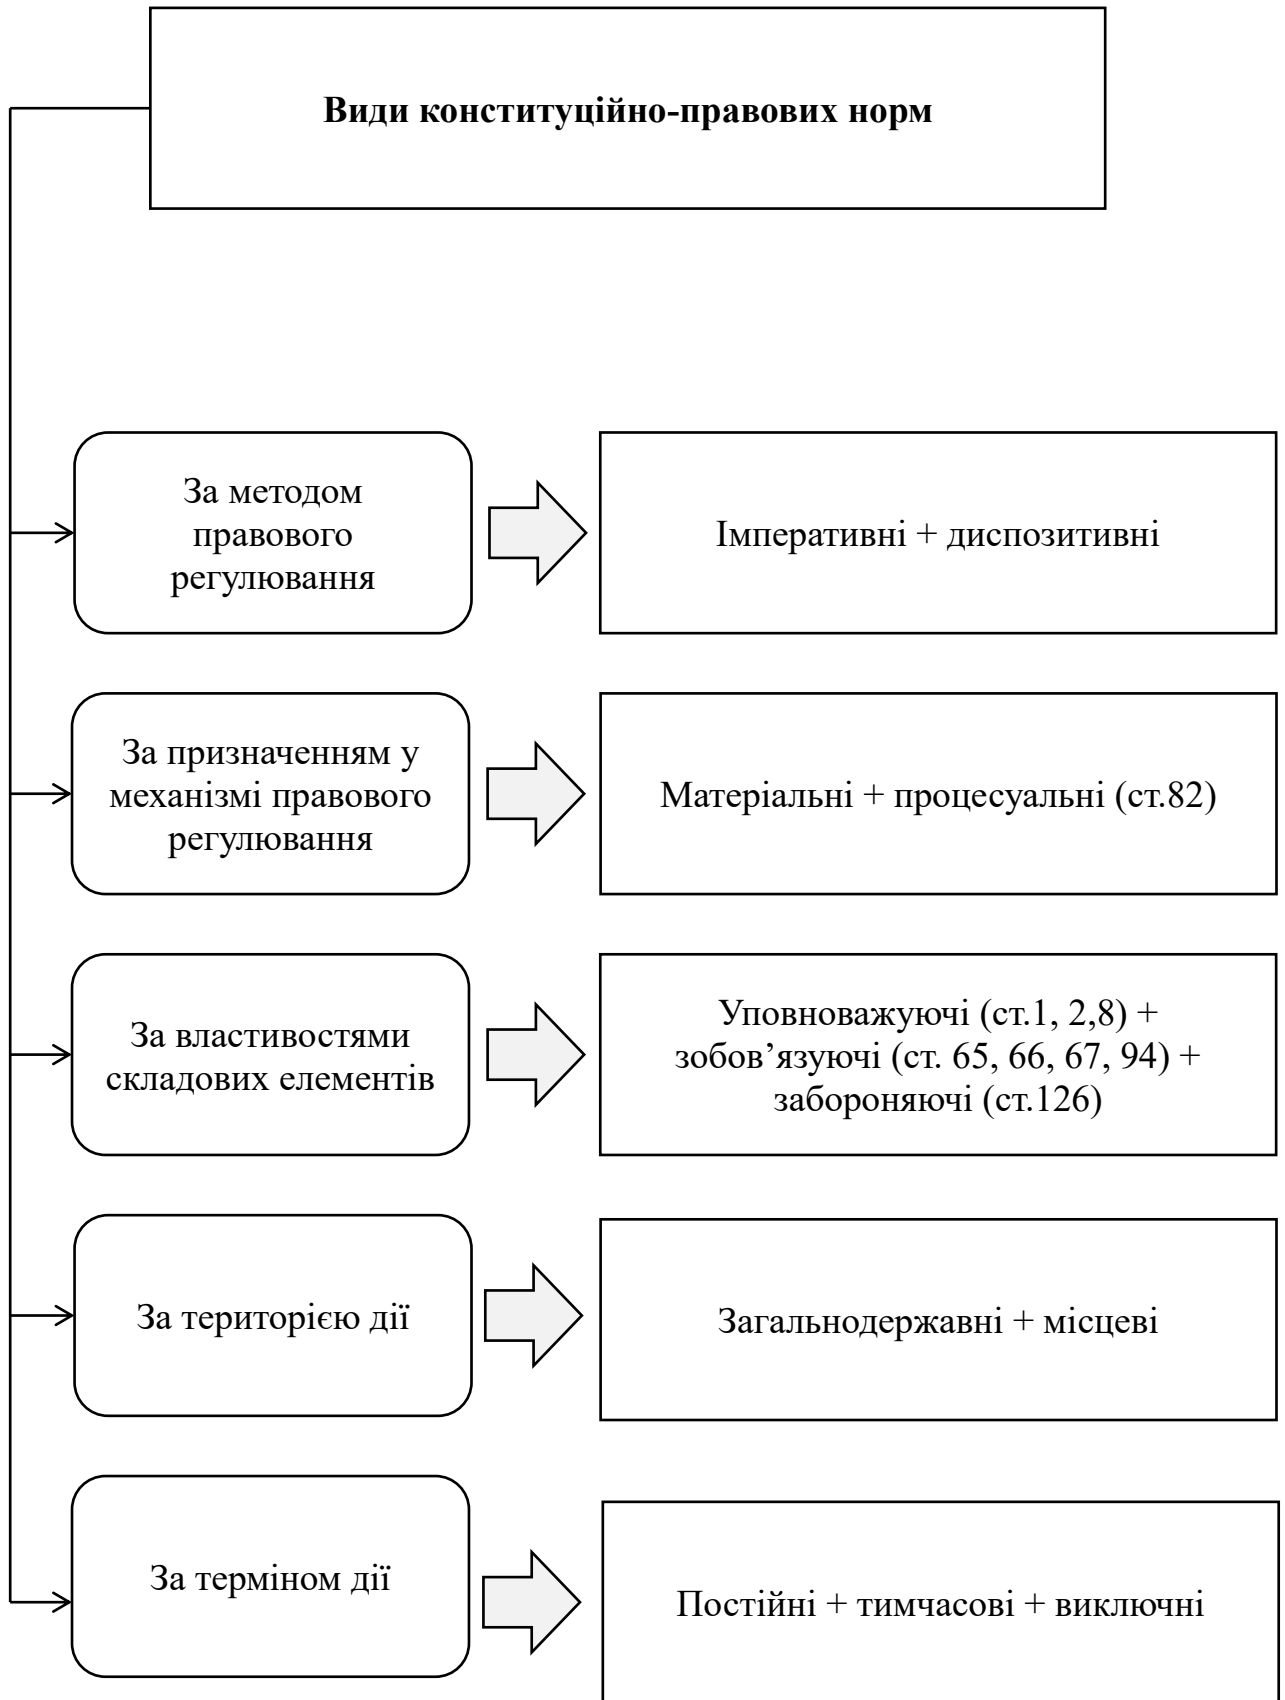 Види конституційно-правових норм
За методом
правового
регулювання
Імперативні + диспозитивні
За призначенням у
механізмі правового
регулювання
Матеріальні + процесуальні (ст.82)
За властивостями
складових елементів
Уповноважуючі (ст.1, 2,8) +
зобов’язуючі (ст. 65, 66, 67, 94) +
забороняючі (ст.126)
За територією дії
Загальнодержавні + місцеві
За терміном дії
Постійні + тимчасові + виключні